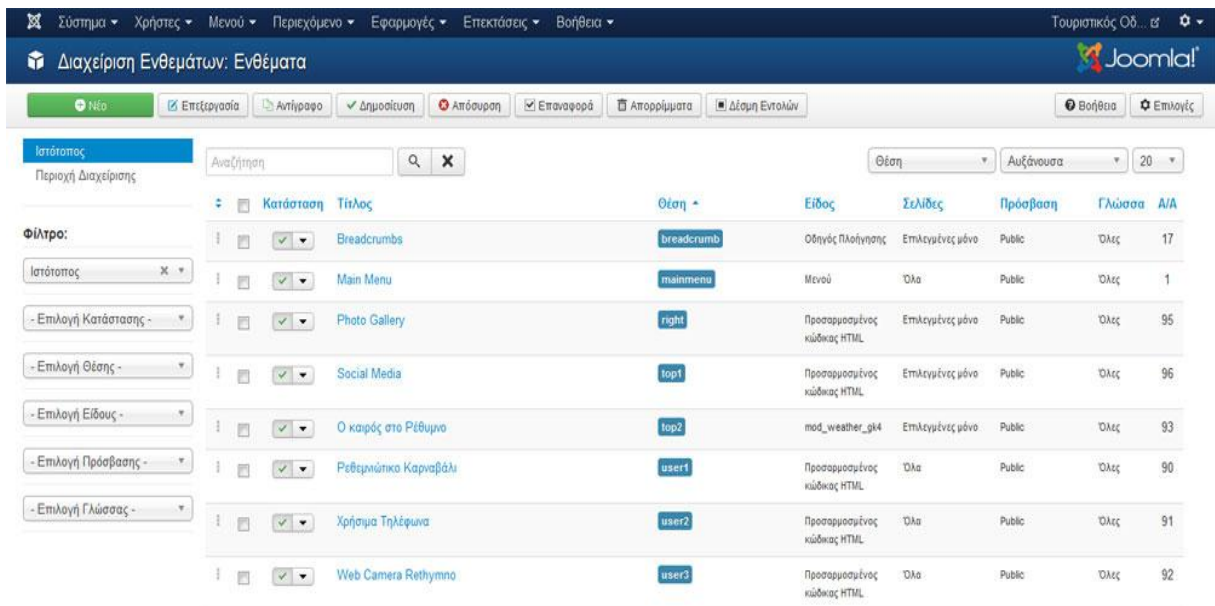 Σύστημα Χρήστες Μενού Περιεχόμενο Εφαρμογές Επεκτάσεις Βοήθεια Τουριστικός Οδ...
Διαχείριση Ενθεμάτων: Ενθέματα Joomla!
Νέο Επεξεργασία Αντίγραφο Δημοσίευση Απόσυρση Επαναφορά Απορρίμματα Δέσμη Εντολών Βοήθεια Επιλογές
Ιστότοπος
Περιοχή Διαχείρισης
Φίλτρο:
Ιστότοπος
- Επιλογή Κατάστασης -
- Επιλογή Θέσης -
- Επιλογή Είδους -
- Επιλογή Πρόσβασης -
- Επιλογή Γλώσσας -
Αναζήτηση Θέση Αυξάνουσα 20
Κατάσταση Τίτλος Θέση Είδος Σελίδες Πρόσβαση Γλώσσα Α/Α
Breadcrumbs breadcrumb Οδηγός Πλοήγησης Επιλεγμένες μόνο Public Όλες 17
Main Menu mainmenu Μενού Όλα Public Όλες 1
Photo Gallery right Προσαρμοσμένος Επιλεγμένες μόνο Public Όλες 95
κώδικας HTML
Social Media top1 Προσαρμοσμένος Επιλεγμένες μόνο Public Όλες 96
κώδικας HTML
Ο καιρός στο Ρέθυμνο top2 mod_weather_gk4 Επιλεγμένες μόνο Public Όλες 93
Ρεθεμνιώτικο Καρναβάλι user1 Προσαρμοσμένος Όλα Public Όλες 90
κώδικας HTML
Χρήσιμα Τηλέφωνα user2 Προσαρμοσμένος Όλα Public Όλες 91
κώδικας HTML
Web Camera Rethymno user3 Προσαρμοσμένος Όλα Public Όλες 92
κώδικας HTML